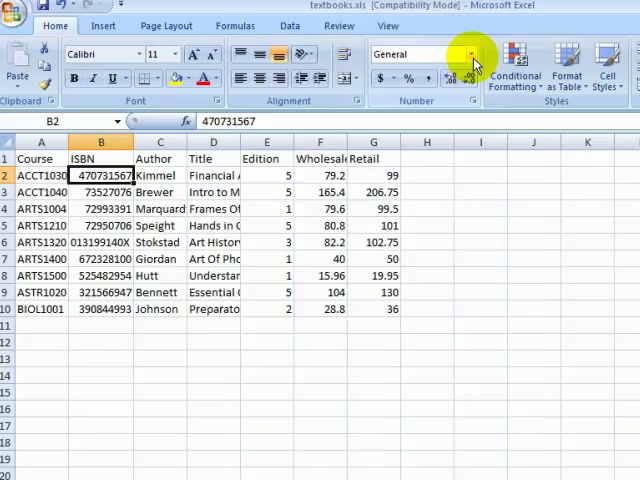 textbooks.xls [Compatibility Mode] - Microsoft Excel
Home Insert Page Layout Formulas Data Review View
Calibri 11 A A General
Paste B I U A $ % , .00 Conditional Formatting Format as Table Cell Styles
Clipboard Font Alignment Number Styles
B2 fx 470731567
A B C D E F G H I J K
1 Course ISBN Author Title Edition Wholesale Retail
2 ACCT1030 470731567 Kimmel Financial A 5 79.2 99
3 ACCT1040 73527076 Brewer Intro to M 5 165.4 206.75
4 ARTS1004 72993391 Marquard Frames Of 1 79.6 99.5
5 ARTS1210 72950706 Speight Hands in C 5 80.8 101
6 ARTS1320 013199140X Stokstad Art History 3 82.2 102.75
7 ARTS1400 672328100 Giordan Art Of Pho 1 40 50
8 ARTS1500 525482954 Hutt Understan 1 15.96 19.95
9 ASTR1020 321566947 Bennett Essential C 5 104 130
10 BIOL1001 390844993 Johnson Preparato 2 28.8 36
11
12
13
14
15
16
17
18
19
20